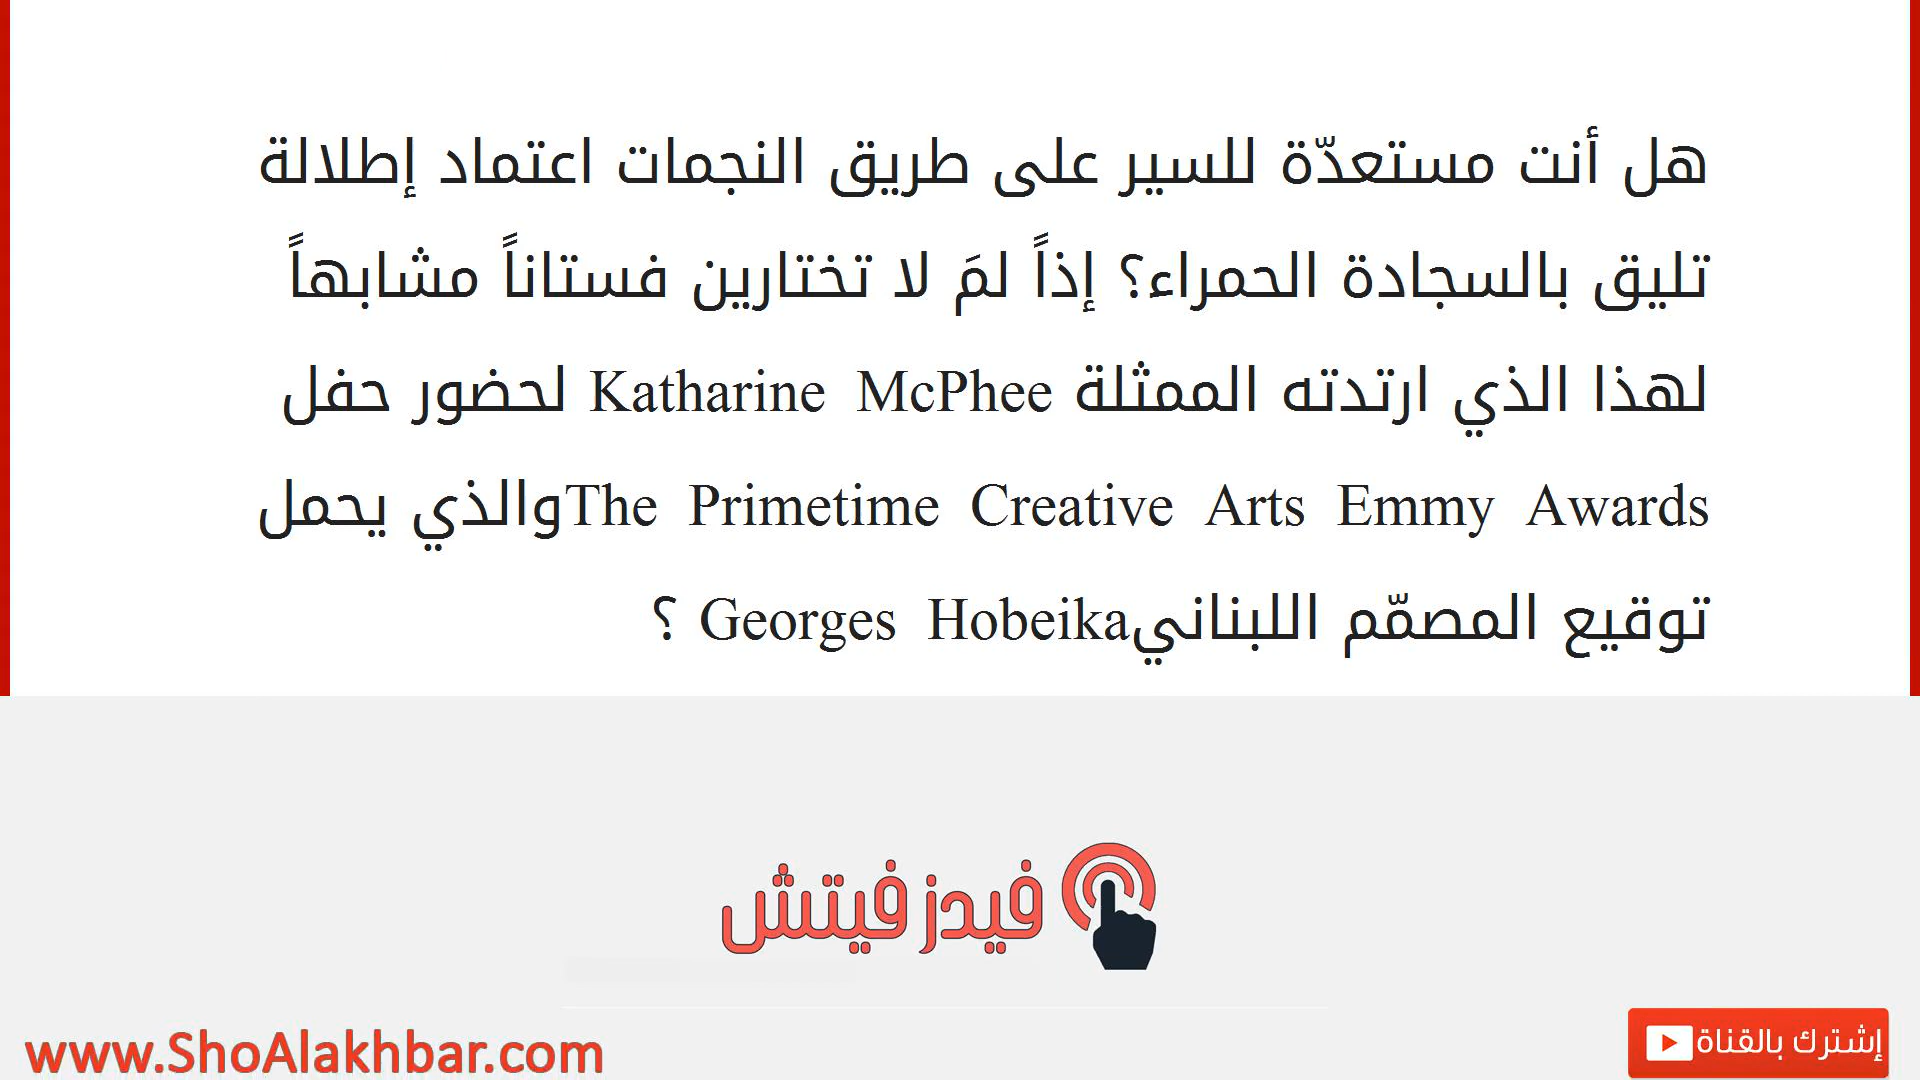 هل أنت مستعدّة للسير على طريق النجمات اعتماد إطلالة
تليق بالسجادة الحمراء؟ إذاً لمَ لا تختارين فستاناً مشابهاً
لهذا الذي ارتدته الممثلة Katharine McPhee لحضور حفل
The Primetime Creative Arts Emmy Awardsوالذي يحمل
توقيع المصمّم اللبنانيGeorges Hobeika ؟
فيدز فيتش
www.ShoAlakhbar.com
إشترك بالقناة